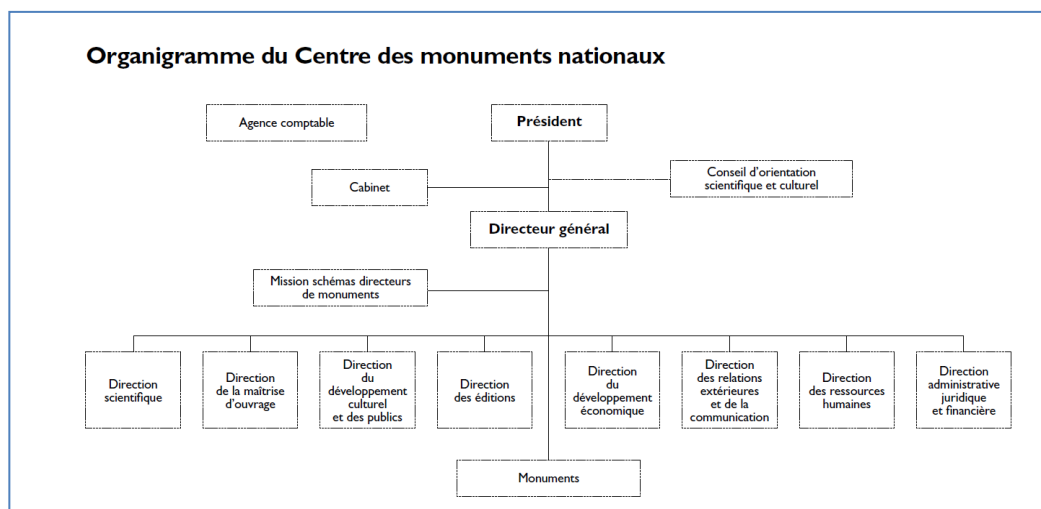 Organigramme du Centre des monuments nationaux
Agence comptable
Président
Cabinet
Conseil d'orientation
scientifique et culturel
Directeur général
Mission schémas directeurs
de monuments
Direction
scientifique
Direction
de la maîtrise
d'ouvrage
Direction
du
développement
culturel
et des publics
Direction
des éditions
Direction
du
développement
économique
Direction
des relations
extérieures
et de la
communication
Direction
des ressources
humaines
Direction
administrative
juridique
et financière
Monuments